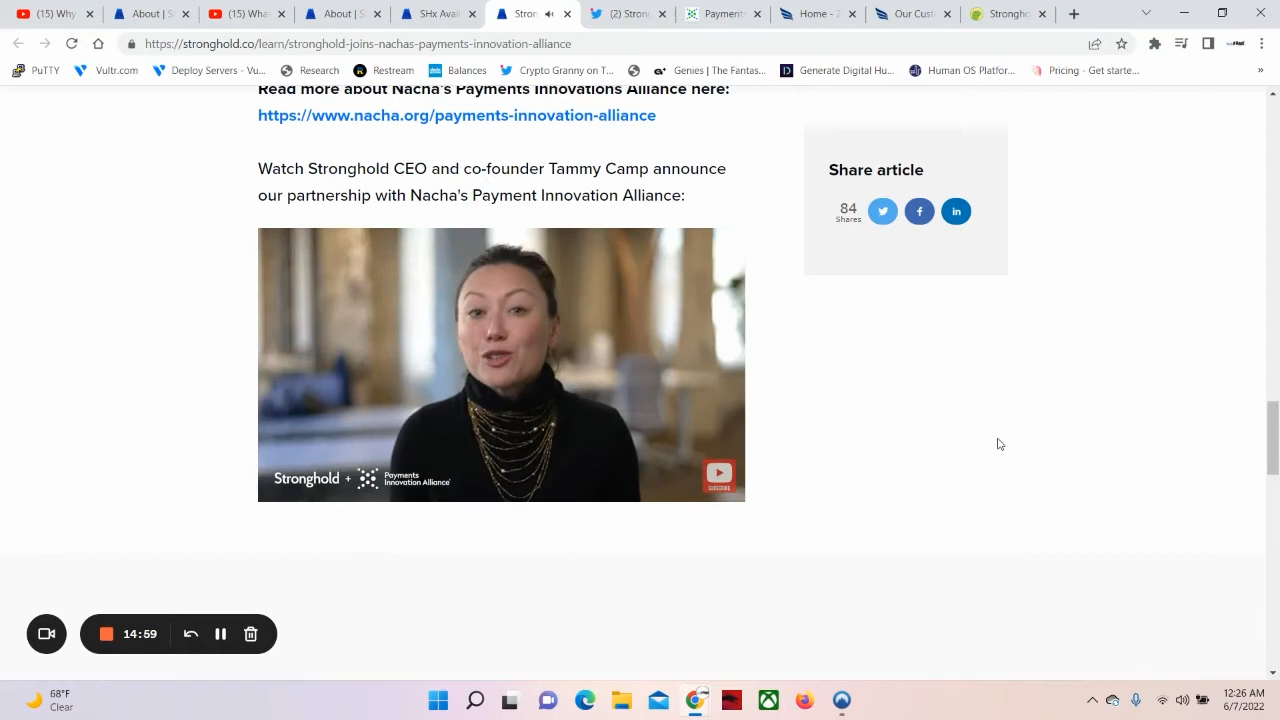 (15) Why
About | S
(15) Wha
About | S
SHx Avai
Stron
(2) Stron
Payment
Home - 2
Our Curr
Strongho
https://stronghold.co/learn/stronghold-joins-nachas-payments-innovation-alliance
PuTTY
Vultr.com
Deploy Servers - Vu...
Research
Restream
Balances
Crypto Granny on T...
Genies | The Fantas...
Generate Digital Hu...
Human OS Platfor...
Pricing - Get starte...
»
Read more about Nacha's Payments Innovations Alliance here:
https://www.nacha.org/payments-innovation-alliance
Watch Stronghold CEO and co-founder Tammy Camp announce
our partnership with Nacha's Payment Innovation Alliance:
Share article
84
Shares
Stronghold +
Payments
Innovation Alliance
SUBSCRIBE
14:59
68°F
Clear
12:26 AM
6/7/2022